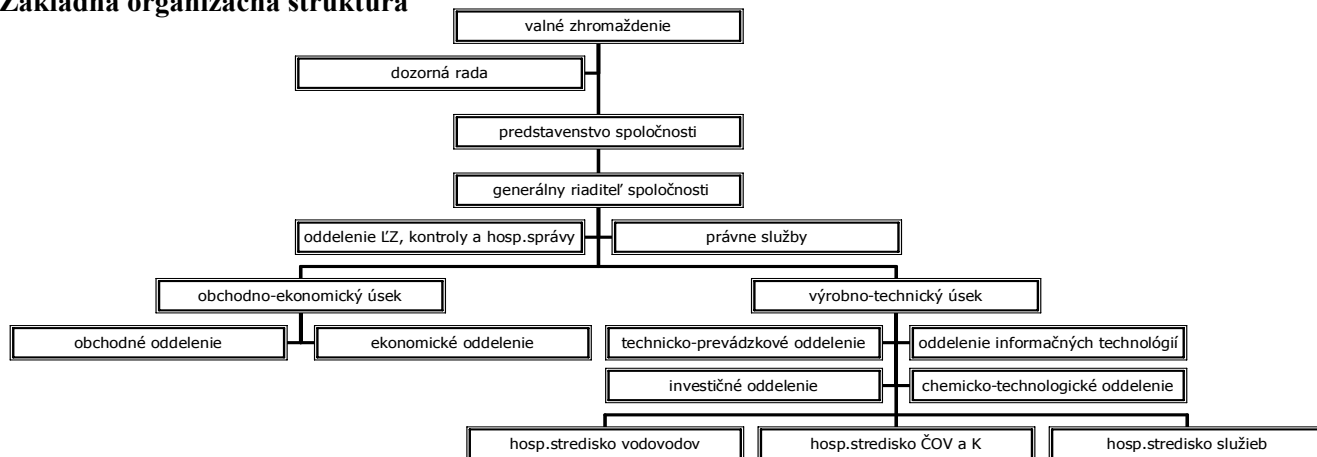 Základná organizačná štruktúra
valné zhromaždenie
dozorná rada
predstavenstvo spoločnosti
generálny riaditeľ spoločnosti
oddelenie ĽZ, kontroly a hosp.správy
právne služby
obchodno-ekonomický úsek
výrobno-technický úsek
obchodné oddelenie
ekonomické oddelenie
technicko-prevádzkové oddelenie
oddelenie informačných technológií
investičné oddelenie
chemicko-technologické oddelenie
hosp.stredisko vodovodov
hosp.stredisko ČOV a K
hosp.stredisko služieb